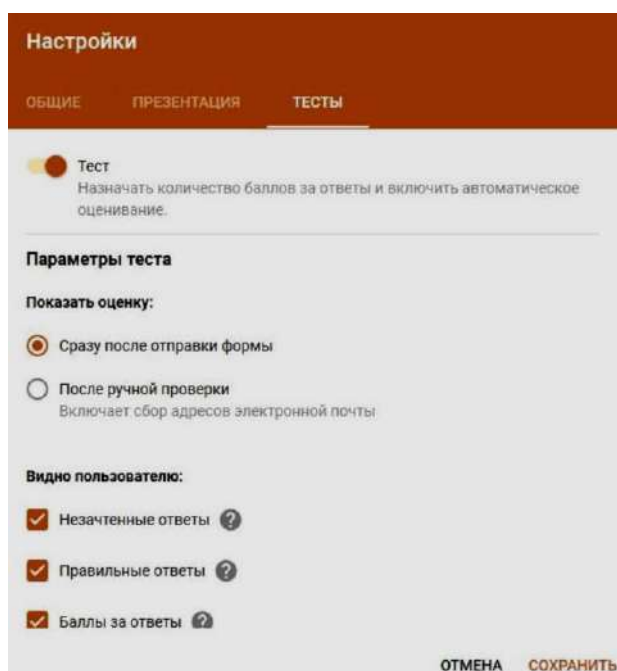 Настройки
ОБЩИЕ ПРЕЗЕНТАЦИЯ ТЕСТЫ
Тест
Назначать количество баллов за ответы и включить автоматическое
оценивание.
Параметры теста
Показать оценку:
Сразу после отправки формы
После ручной проверки
Включает сбор адресов электронной почты
Видно пользователю:
Незачтенные ответы ?
Правильные ответы ?
Баллы за ответы ?
ОТМЕНА СОХРАНИТЬ